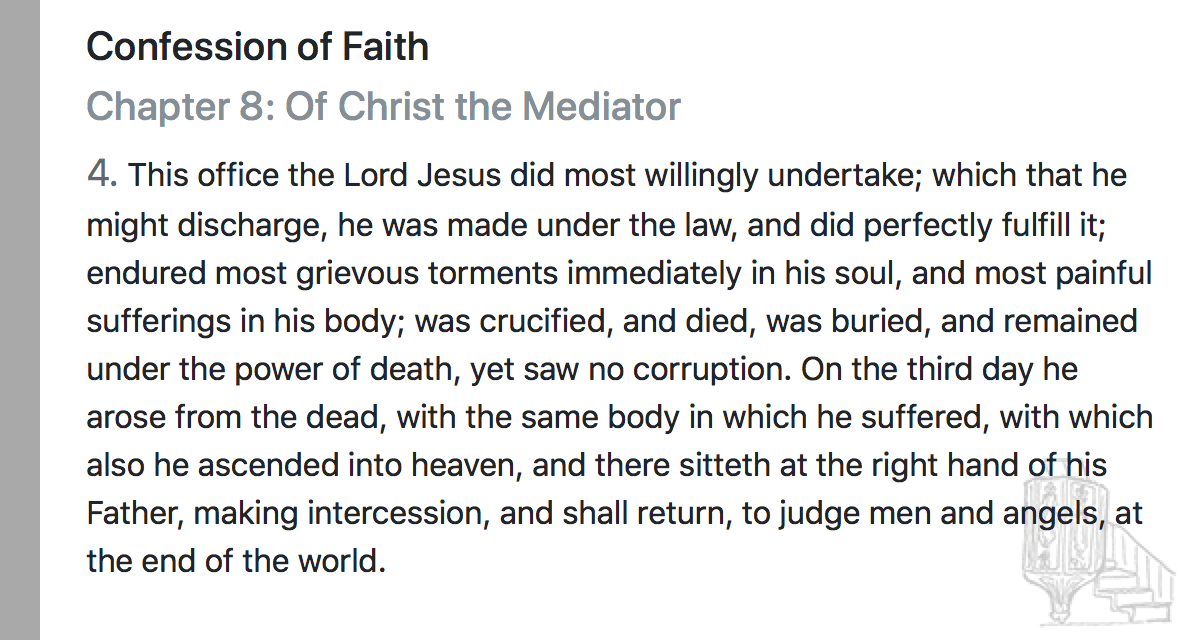 Confession of Faith
Chapter 8: Of Christ the Mediator
4. This office the Lord Jesus did most willingly undertake; which that he
might discharge, he was made under the law, and did perfectly fulfill it;
endured most grievous torments immediately in his soul, and most painful
sufferings in his body; was crucified, and died, was buried, and remained
under the power of death, yet saw no corruption. On the third day he
arose from the dead, with the same body in which he suffered, with which
also he ascended into heaven, and there sitteth at the right hand of his
Father, making intercession, and shall return, to judge men and angels, at
the end of the world.